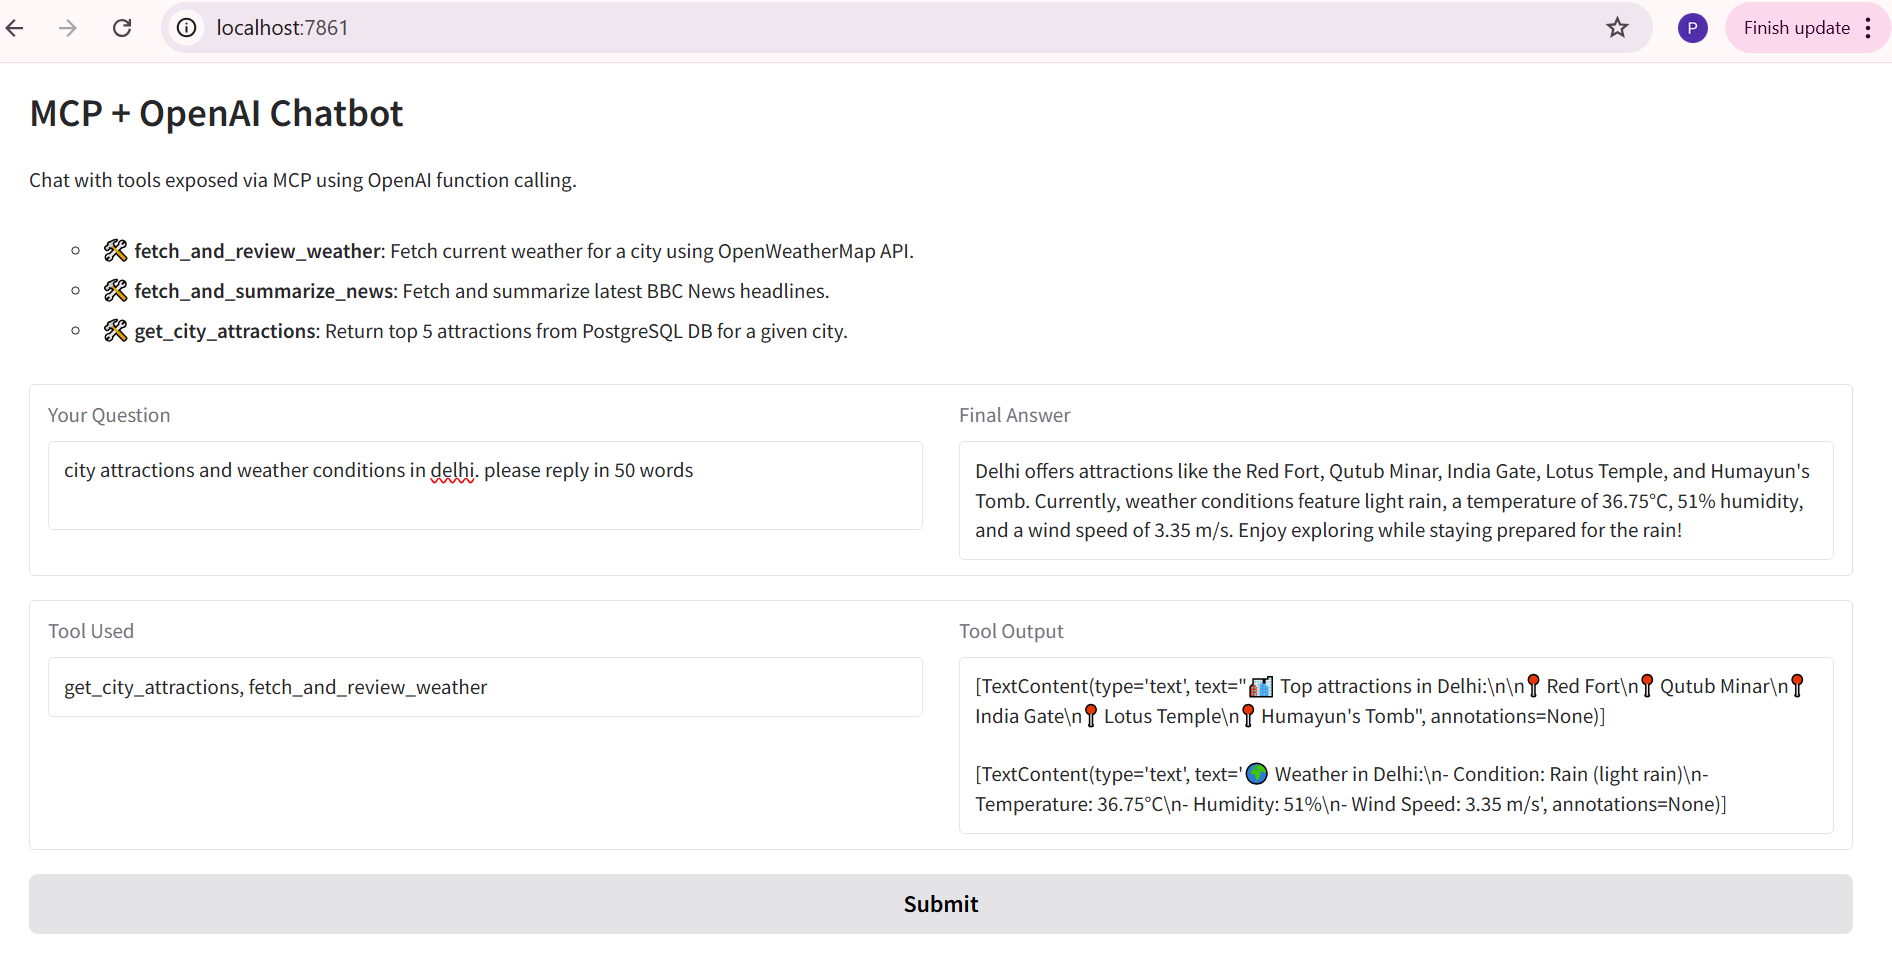 localhost:7861
P
Finish update
MCP + OpenAI Chatbot
Chat with tools exposed via MCP using OpenAI function calling.
🛠 fetch_and_review_weather: Fetch current weather for a city using OpenWeatherMap API.
🛠 fetch_and_summarize_news: Fetch and summarize latest BBC News headlines.
🛠 get_city_attractions: Return top 5 attractions from PostgreSQL DB for a given city.
Your Question
city attractions and weather conditions in delhi. please reply in 50 words
Final Answer
Delhi offers attractions like the Red Fort, Qutub Minar, India Gate, Lotus Temple, and Humayun's
Tomb. Currently, weather conditions feature light rain, a temperature of 36.75°C, 51% humidity,
and a wind speed of 3.35 m/s. Enjoy exploring while staying prepared for the rain!
Tool Used
get_city_attractions, fetch_and_review_weather
Tool Output
[TextContent(type='text', text="🏙️ Top attractions in Delhi:\n\n📍 Red Fort\n📍 Qutub Minar\n📍
India Gate\n📍 Lotus Temple\n📍 Humayun's Tomb", annotations=None)]
[TextContent(type='text', text='🌍 Weather in Delhi:\n- Condition: Rain (light rain)\n-
Temperature: 36.75°C\n- Humidity: 51%\n- Wind Speed: 3.35 m/s', annotations=None)]
Submit